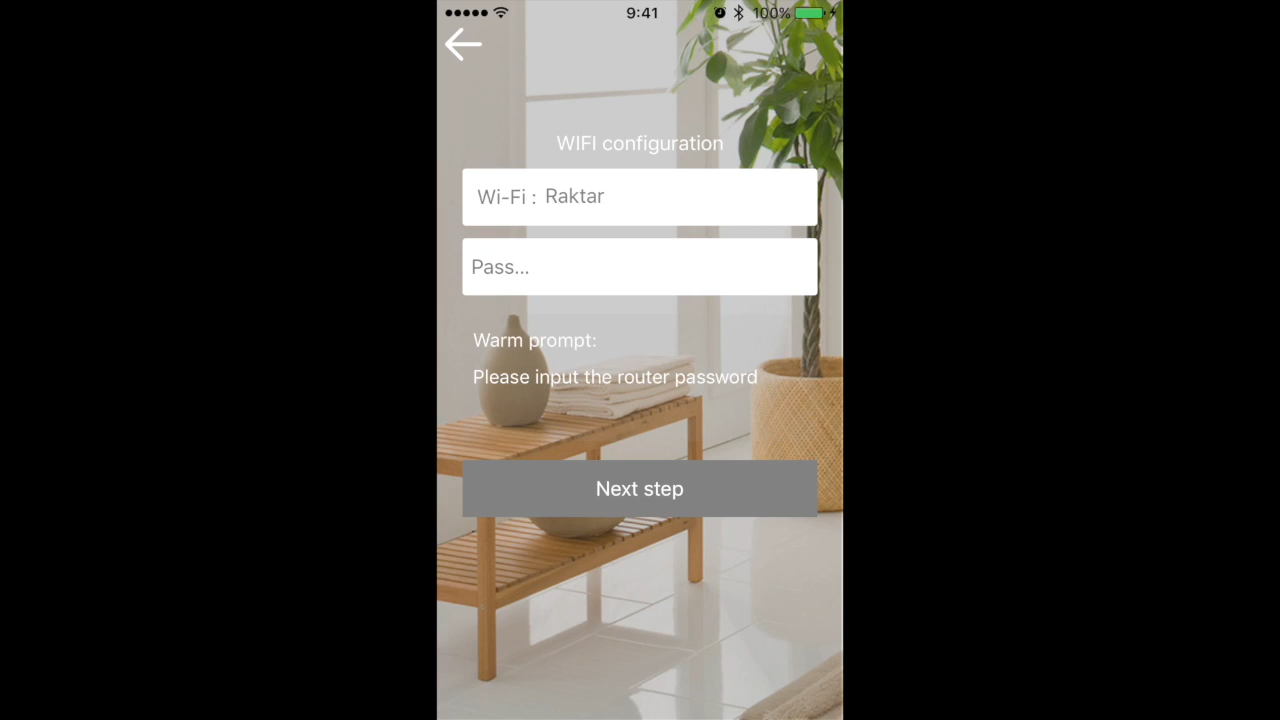 9:41
100%
WIFI configuration
Wi-Fi : Raktar
Pass...
Warm prompt:
Please input the router password
Next step